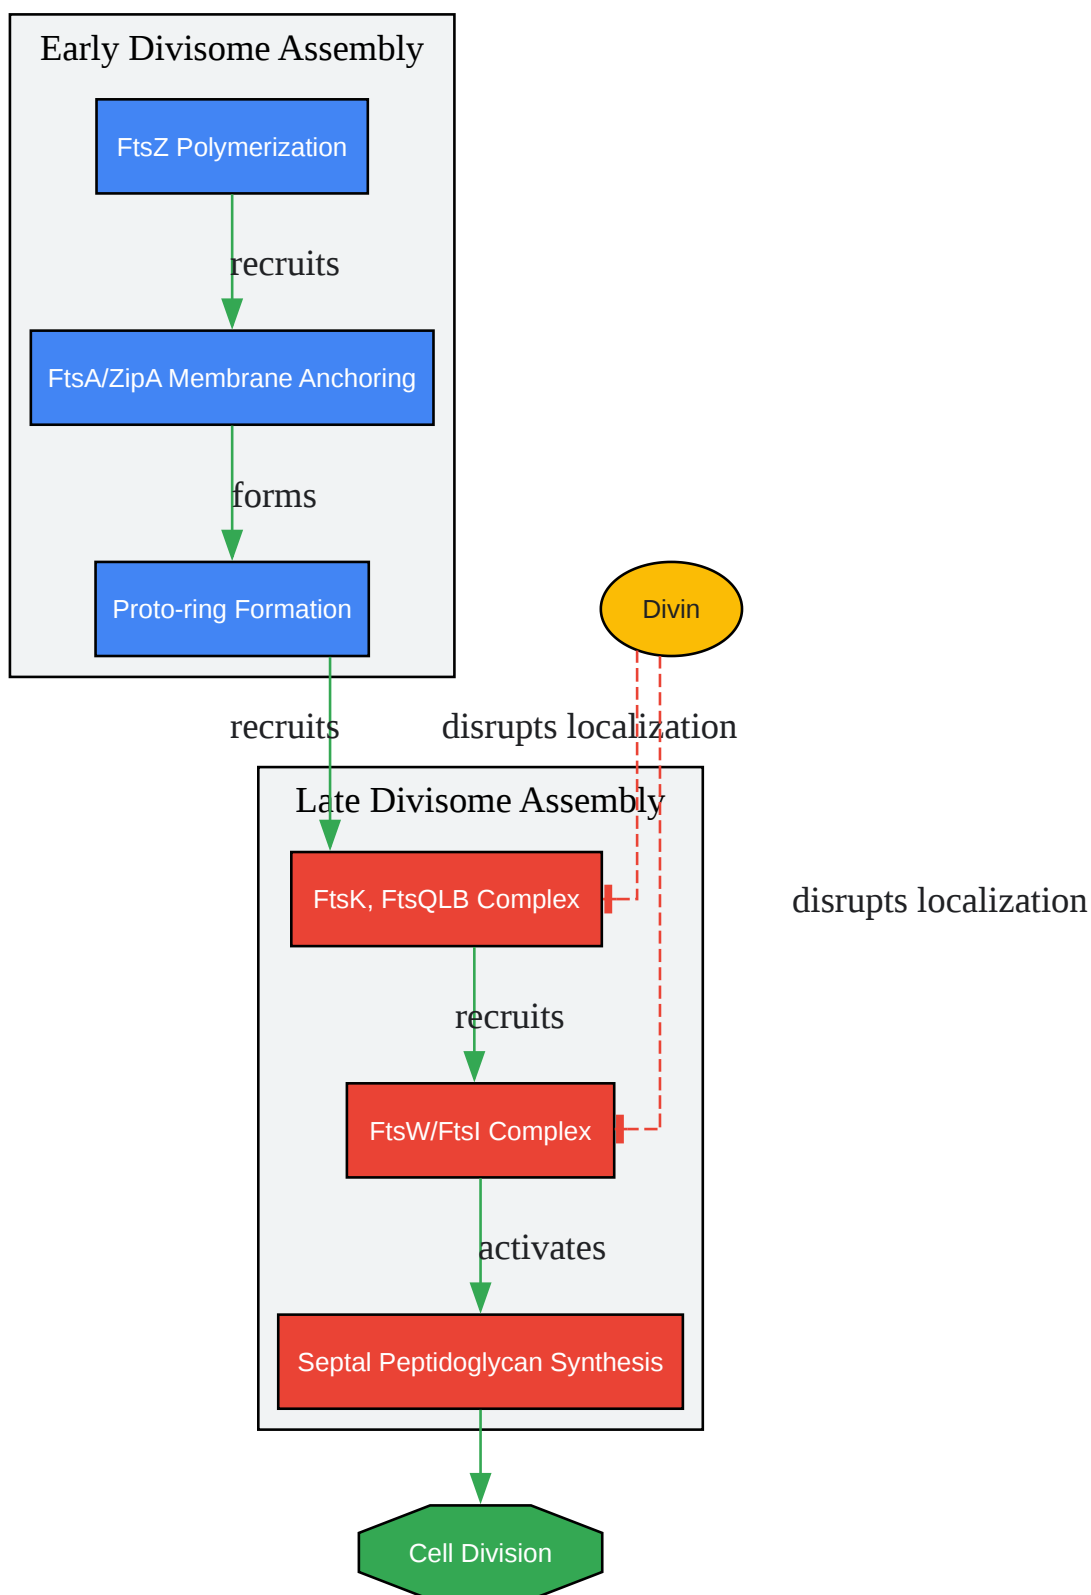 Early Divisome Assembly
FtsZ Polymerization
recruits
FtsA/ZipA Membrane Anchoring
forms
Proto-ring Formation
Divin
recruits
disrupts localization
Late Divisome Assembly
FtsK, FtsQLB Complex
disrupts localization
recruits
FtsW/FtsI Complex
activates
Septal Peptidoglycan Synthesis
Cell Division